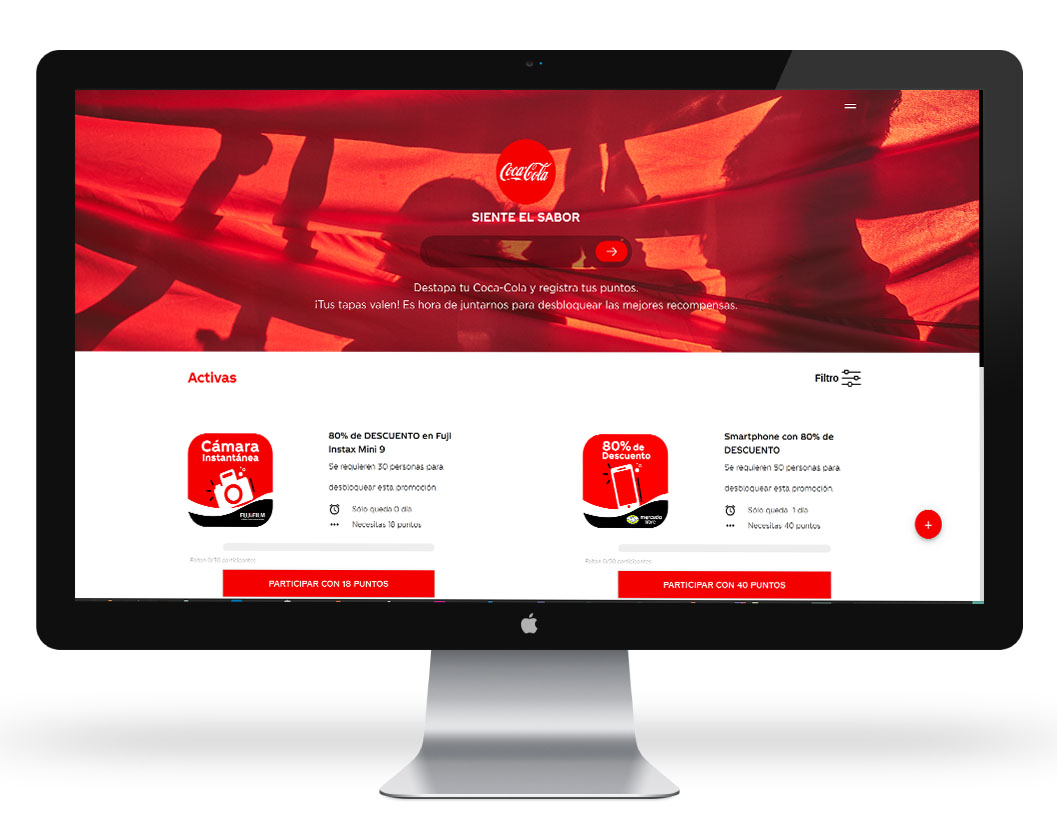 Coca-Cola
SIENTE EL SABOR
Destapa tu Coca-Cola y registra tus puntos.
¡Tus tapas valen! Es hora de juntarnos para desbloquear las mejores recompensas.
Activas
Filtro
Cámara
Instantánea
FUJIFILM
80% de DESCUENTO en Fuji
Instax Mini 9
Se requieren 30 personas para
desbloquear esta promoción.
Sólo queda 0 día
Necesitas 18 puntos
participantes
PARTICIPAR CON 18 PUNTOS
80% de
Descuento
mercado
libre
Smartphone con 80% de
DESCUENTO
Se requieren 50 personas para
desbloquear esta promoción.
Sólo queda 1 día
Necesitas 40 puntos
participantes
PARTICIPAR CON 40 PUNTOS
+